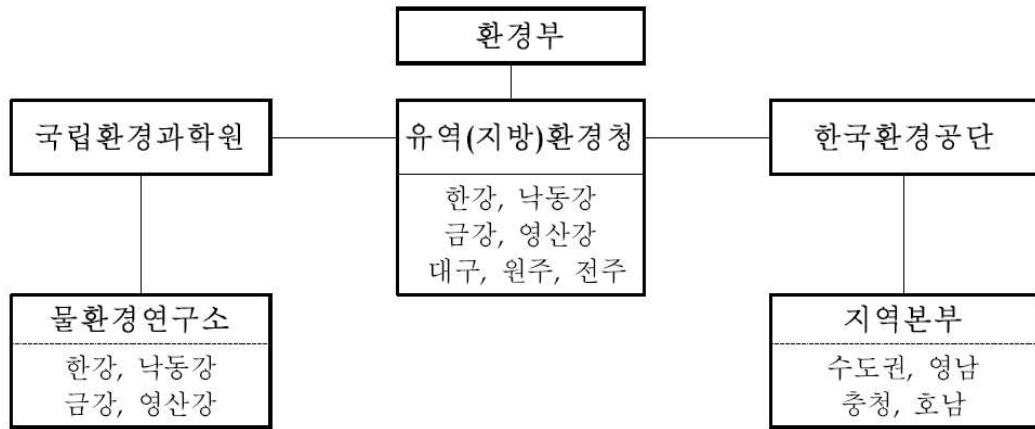 환경부
국립환경과학원
유역(지방)환경청
한국환경공단
한강, 낙동강
금강, 영산강
대구, 원주, 전주
물환경연구소
한강, 낙동강
금강, 영산강
지역본부
수도권, 영남
충청, 호남